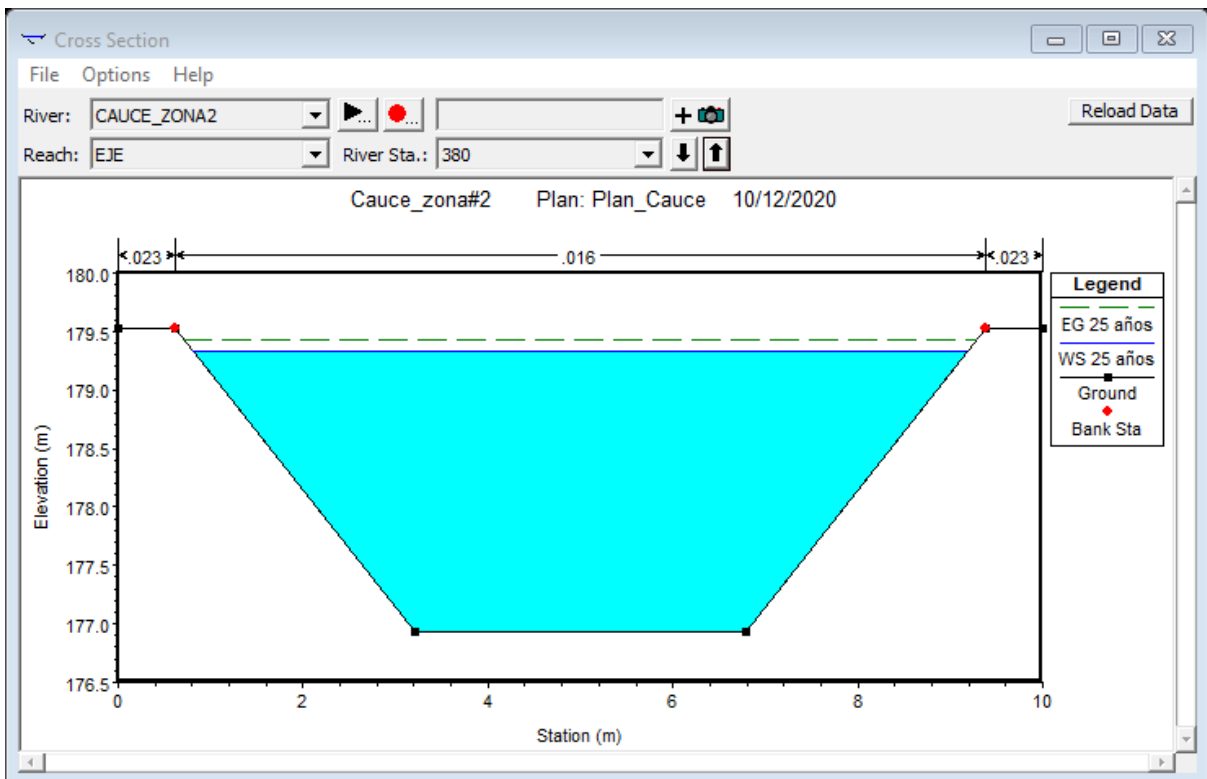 Cross Section
File Options Help
River: CAUCE_ZONA2
Reload Data
Reach: EJE River Sta.: 380
Cauce_zona#2 Plan: Plan_Cauce 10/12/2020
.023 .016 .023
180.0
179.5
179.0
178.5
178.0
177.5
177.0
176.5
Elevation (m)
0 2 4 6 8 10
Station (m)
Legend
EG 25 años
WS 25 años
Ground
Bank Sta